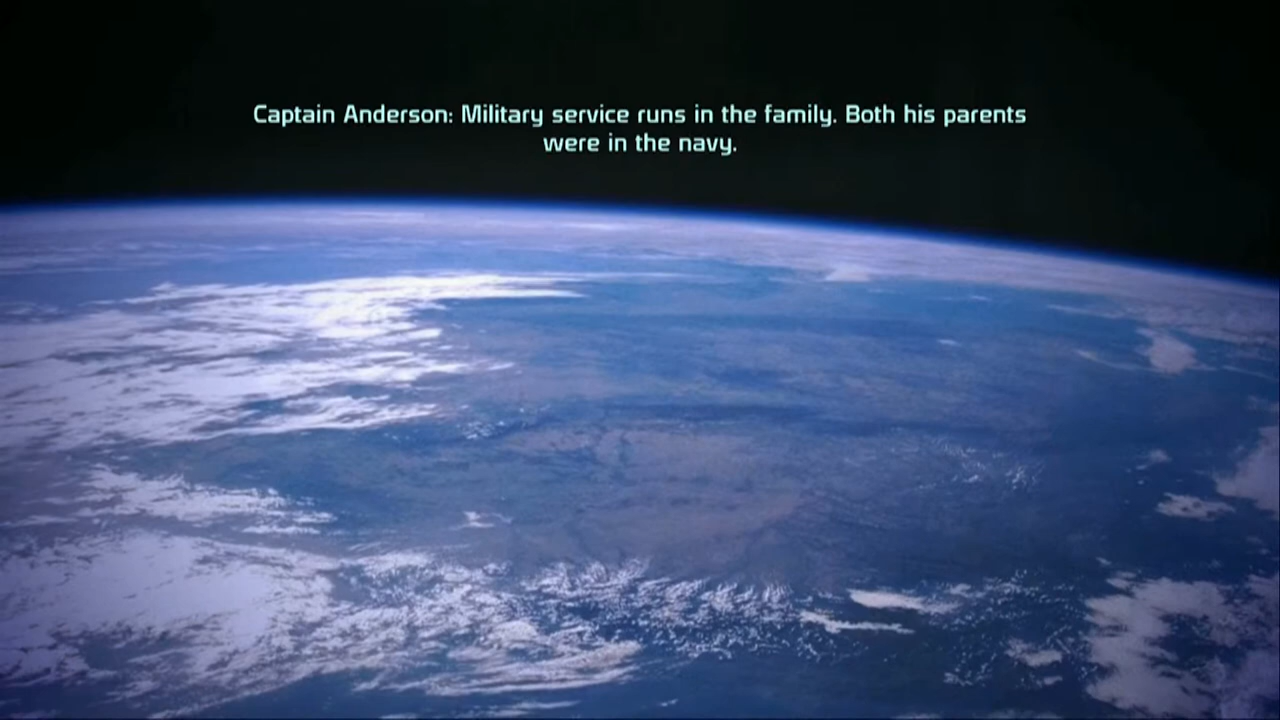 Captain Anderson: Military service runs in the family. Both his parents
were in the navy.